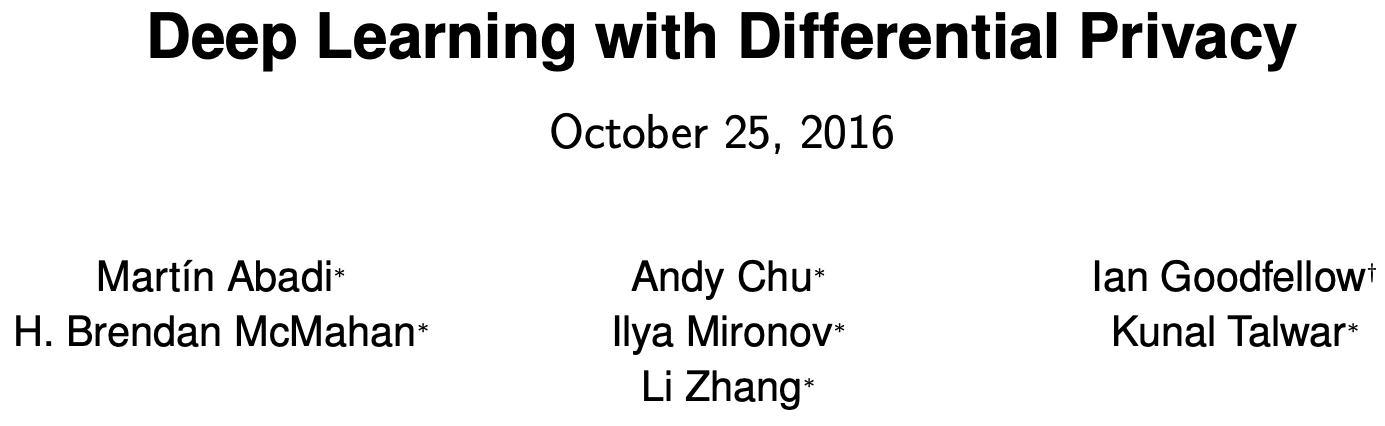 Deep Learning with Differential Privacy
October 25, 2016
Martín Abadi* Andy Chu* Ian Goodfellow†
H. Brendan McMahan* Ilya Mironov* Kunal Talwar*
Li Zhang*